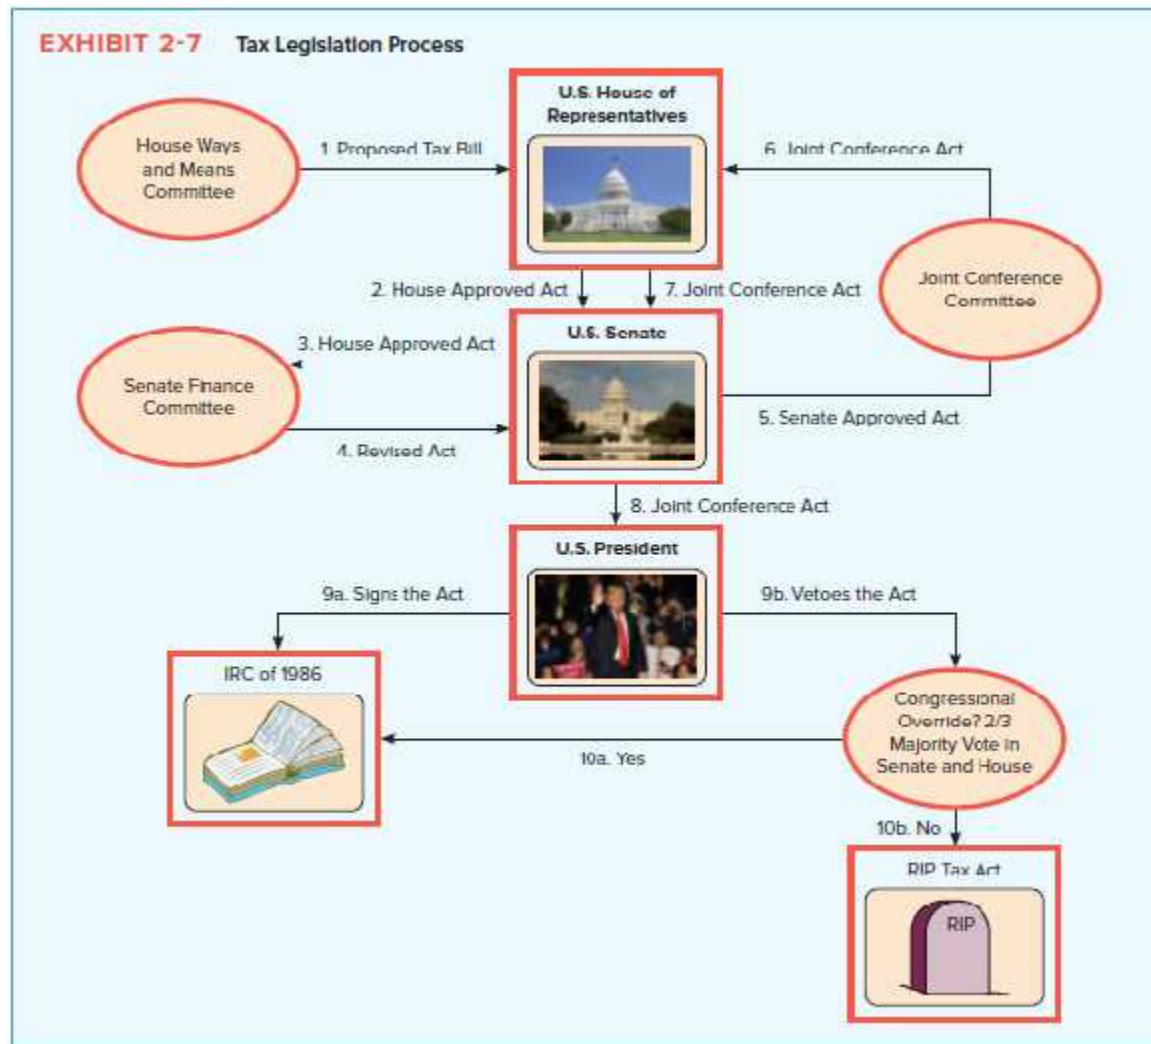 EXHIBIT 2-7 Tax Legislation Process
U.S. House of
Representatives
House Ways
and Means
Committee
1. Proposed Tax Bill
6. Joint Conference Act
Joint Conference
Committee
2. House Approved Act
7. Joint Conference Act
U.S. Senate
3. House Approved Act
Senate Finance
Committee
4. Revised Act
5. Senate Approved Act
8. Joint Conference Act
U.S. President
9a. Signs the Act
9b. Vetoes the Act
IRC of 1986
Congressional
Override? 2/3
Majority Vote in
Senate and House
10a. Yes
10b. No
RIP Tax Act
RIP